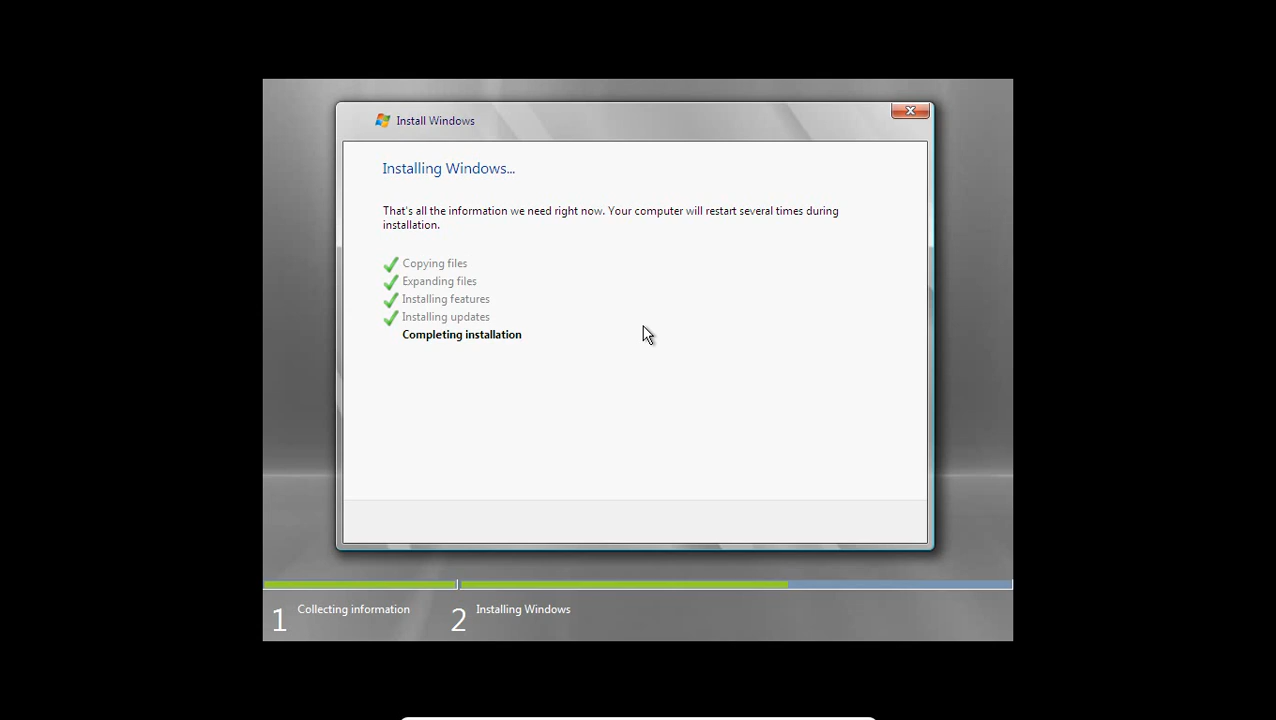 Install Windows
Installing Windows...
That's all the information we need right now. Your computer will restart several times during
installation.
Copying files
Expanding files
Installing features
Installing updates
Completing installation
1 Collecting information
2 Installing Windows